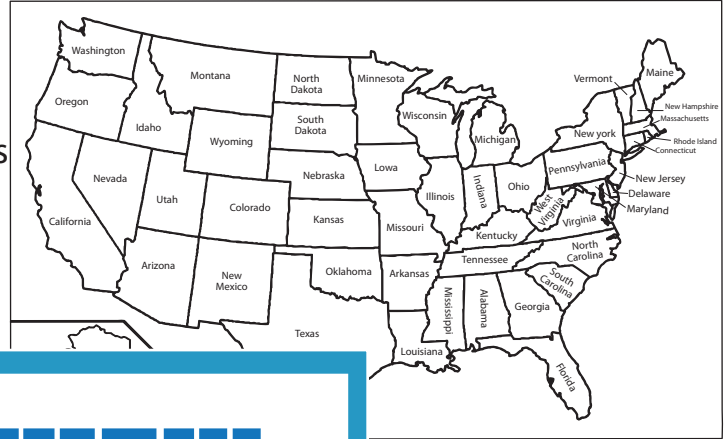 Washington
Montana
North
Dakota
Minnesota
Vermont
Maine
Oregon
Idaho
Wyoming
South
Dakota
Wisconsin
Michigan
New york
New Hampshire
Massachusetts
Rhode Island
Connecticut
s
Nevada
Utah
Colorado
Nebraska
Lowa
Illinois
Indiana
Ohio
Pennsylvania
New Jersey
Delaware
Maryland
West
Virginia
Virginia
California
Kansas
Missouri
Kentucky
North
Carolina
Tennessee
South
Carolina
Arizona
New
Mexico
Oklahoma
Arkansas
Mississippi
Alabama
Georgia
Texas
Louisiana
Florida